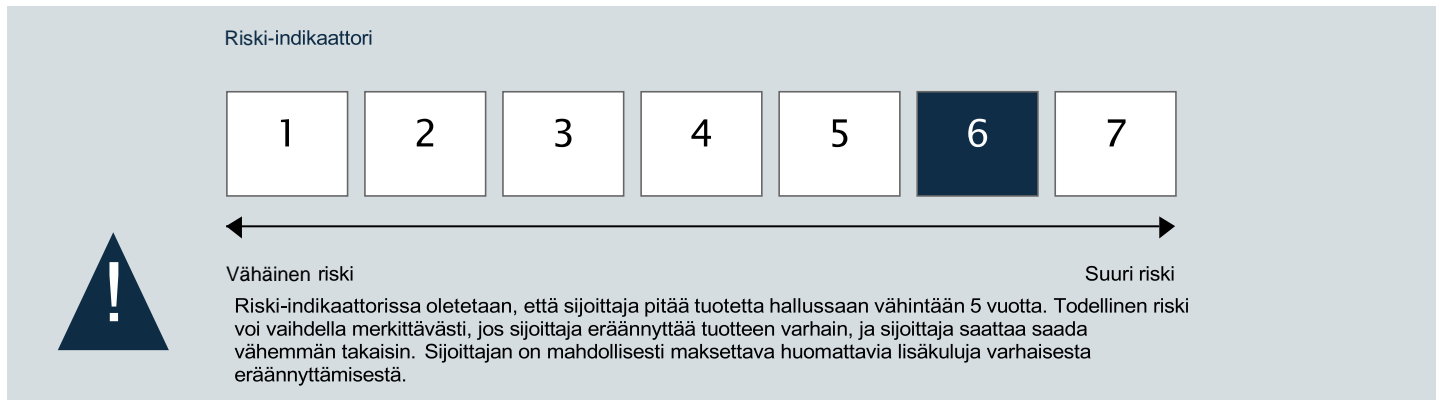 Riski-indikaattori
1 2 3 4 5 6 7
Vähäinen riski Suuri riski
!
Riski-indikaattorissa oletetaan, että sijoittaja pitää tuotetta hallussaan vähintään 5 vuotta. Todellinen riski
voi vaihdella merkittävästi, jos sijoittaja eräännyttää tuotteen varhain, ja sijoittaja saattaa saada
vähemmän takaisin. Sijoittajan on mahdollisesti maksettava huomattavia lisäkuluja varhaisesta
eräännyttämisestä.